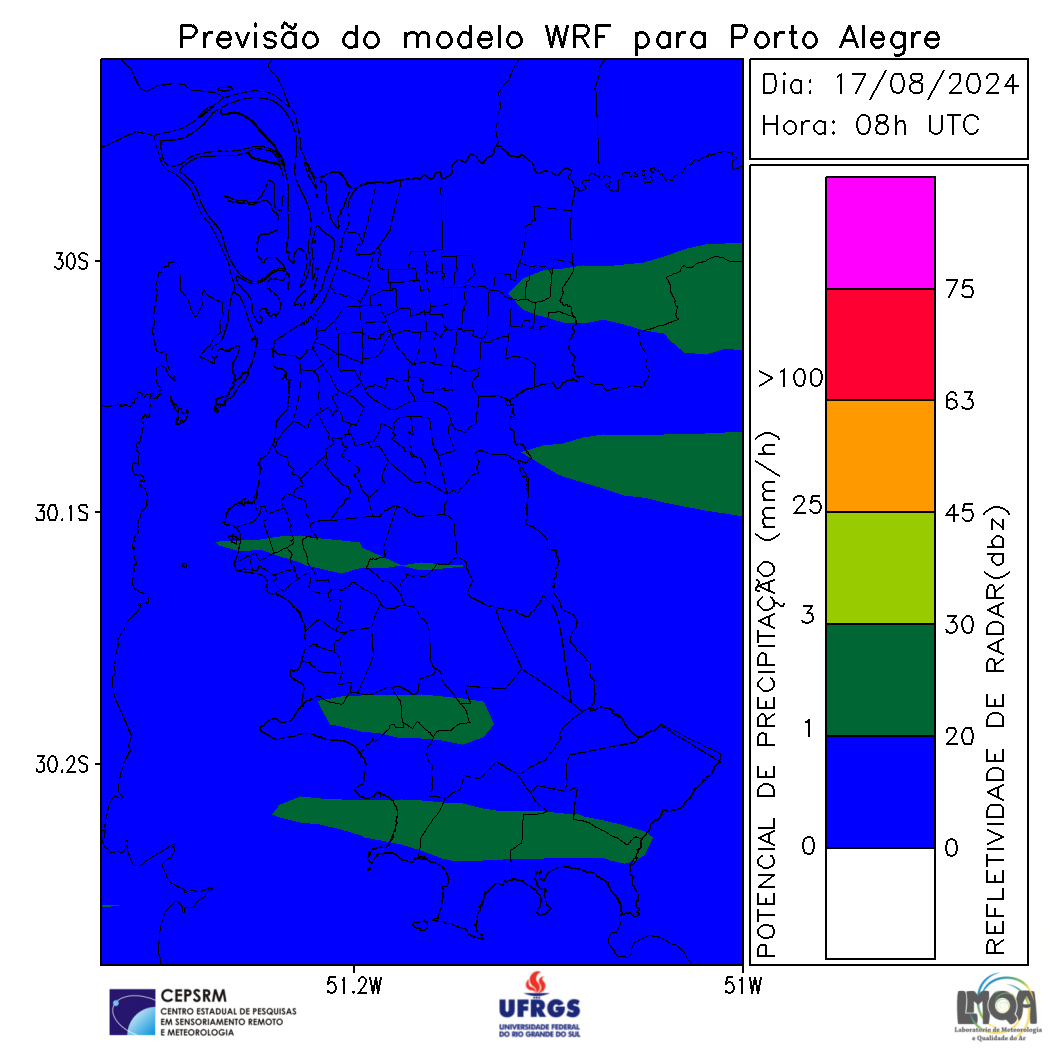 Previsão do modelo WRF para Porto Alegre
Dia: 17/08/2024
Hora: 08h UTC
30S
30.1S
30.2S
51.2W
51W
POTENCIAL DE PRECIPITAÇÃO (mm/h)
>100
25
3
1
0
75
63
45
30
20
0
REFLETIVIDADE DE RADAR(dbz)
CEPSRM
CENTRO ESTADUAL DE PESQUISAS
EM SENSORIAMENTO REMOTO
E METEOROLOGIA
UFRGS
UNIVERSIDADE FEDERAL
DO RIO GRANDE DO SUL
LMQA
Laboratório de Meteorologia
e Qualidade do Ar